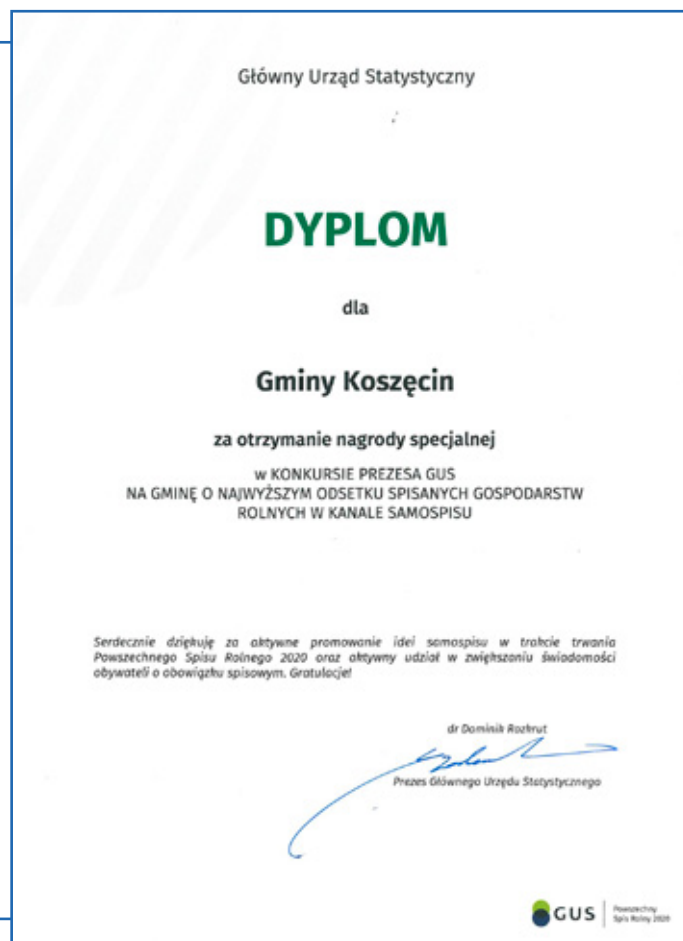 Główny Urząd Statystyczny
DYPLOM
dla
Gminy Koszęcin
za otrzymanie nagrody specjalnej
w KONKURSIE PREZESA GUS
NA GMINĘ O NAJWYŻSZYM ODSETKU SPISANYCH GOSPODARSTW
ROLNYCH W KANALE SAMOSPISU
Serdecznie dziękuję za aktywne promowanie idei samospisu w trakcie trwania
Powszechnego Spisu Rolnego 2020 oraz aktywny udział w zwiększaniu świadomości
obywateli o obowiązku spisowym. Gratulacje!
dr Dominik Rozkrut
Prezes Głównego Urzędu Statystycznego
GUS
Powszechny
Spis Rolny 2020